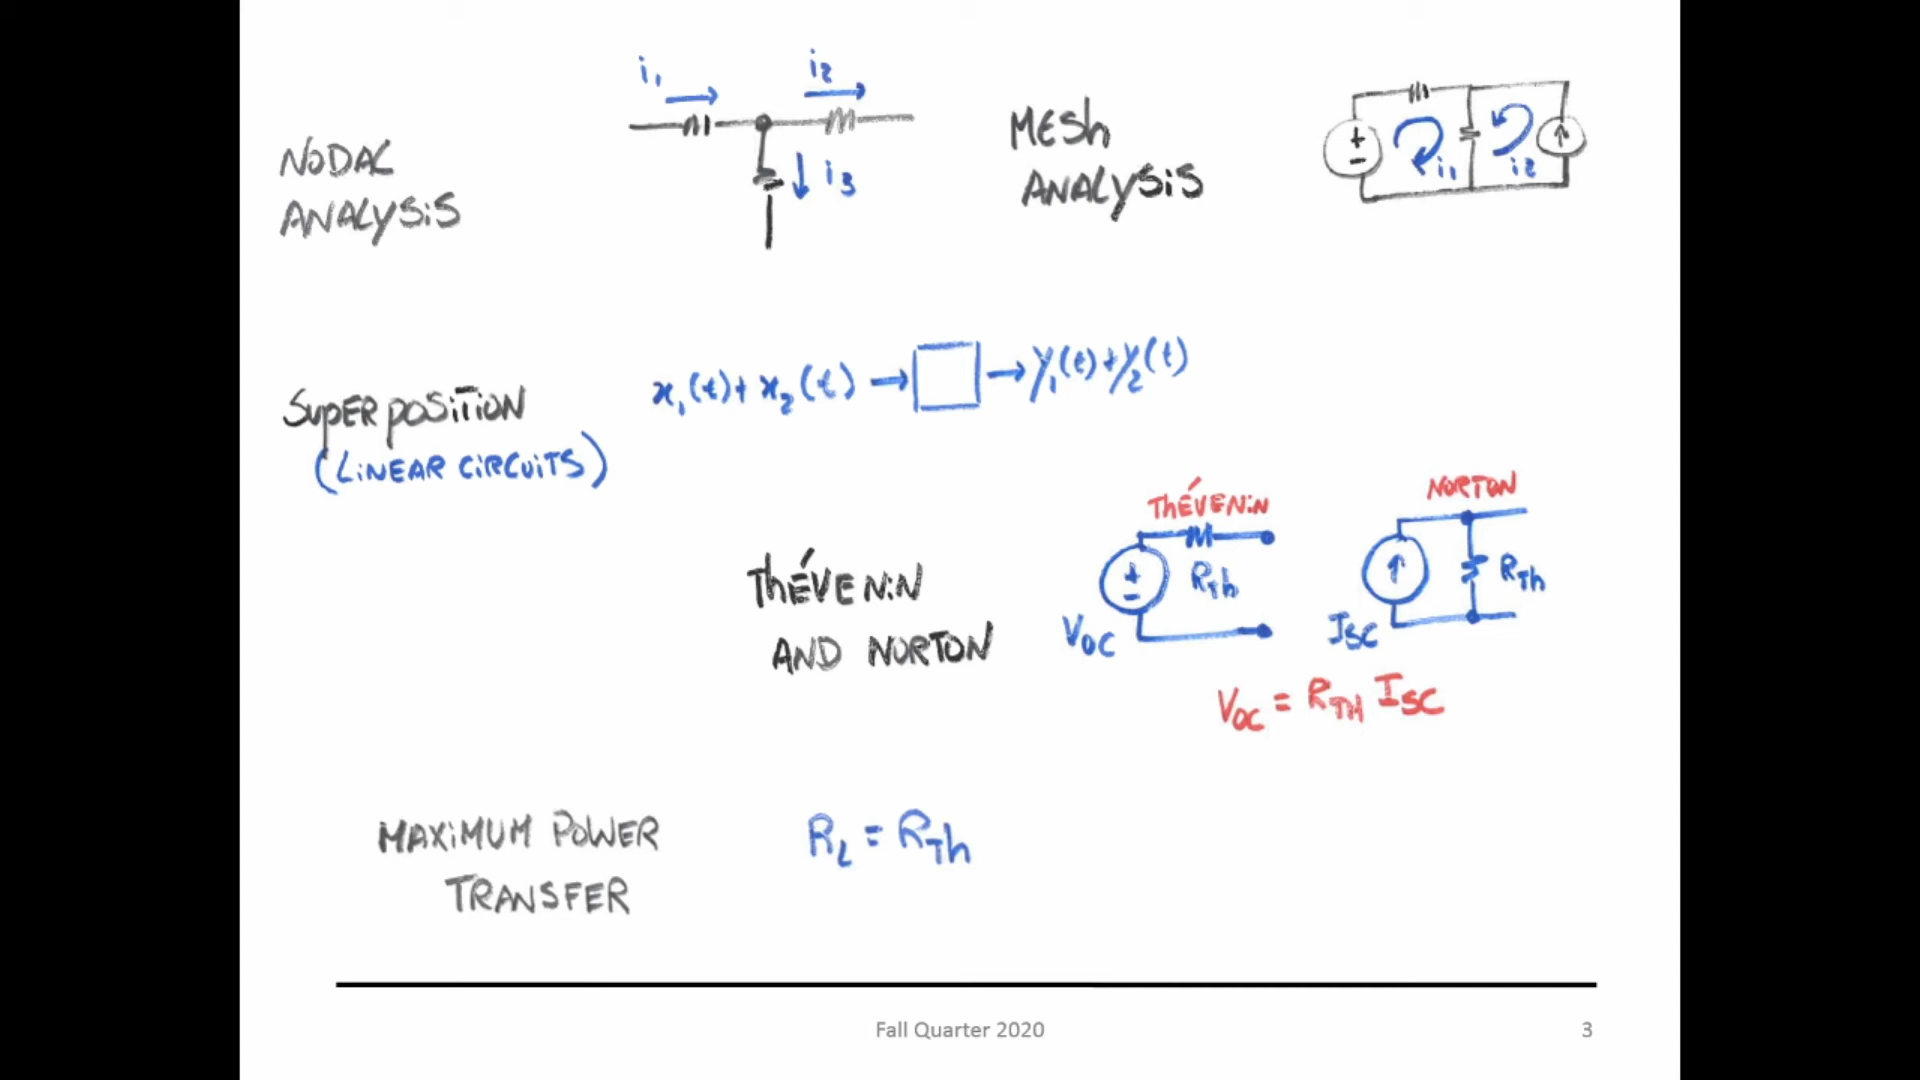 NODAL
ANALYSIS
i1
i2
i3
MESh
ANALYSIS
+
-
i1
i2
SUPERPOSITION
(LINEAR CIRCUITS)
x1(t)+ x2(t) → → y1(t)+y2(t)
ThÉVENIN
AND NORTON
ThÉVENIN
+
-
RTh
VOC
NORTON
RTh
ISC
VOC = RTH ISC
MAXIMUM POWER
TRANSFER
RL = RTh
Fall Quarter 2020
3